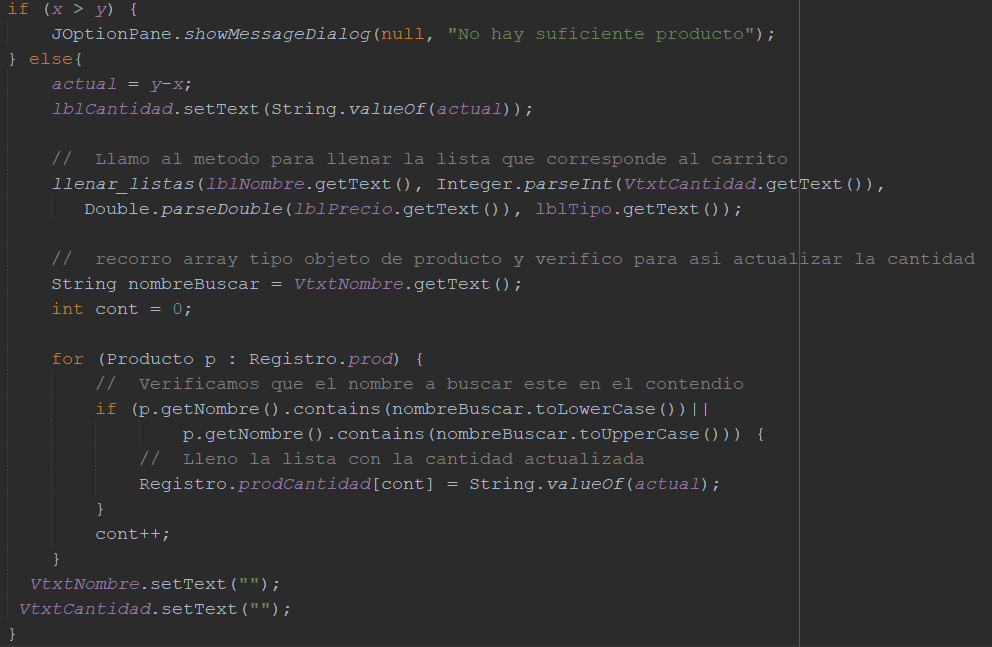 if (x > y) {
JOptionPane.showMessageDialog(null, "No hay suficiente producto");
} else{
actual = y-x;
lblCantidad.setText(String.valueOf(actual));
//  Llamo al metodo para llenar la lista que corresponde al carrito
llenar_listas(lblNombre.getText(), Integer.parseInt(VtxtCantidad.getText()),
Double.parseDouble(lblPrecio.getText()), lblTipo.getText());
//  recorro array tipo objeto de producto y verifico para asi actualizar la cantidad
String nombreBuscar = VtxtNombre.getText();
int cont = 0;
for (Producto p : Registro.prod) {
//  Verificamos que el nombre a buscar este en el contendio
if (p.getNombre().contains(nombreBuscar.toLowerCase())||
p.getNombre().contains(nombreBuscar.toUpperCase())) {
//  Lleno la lista con la cantidad actualizada
Registro.prodCantidad[cont] = String.valueOf(actual);
}
cont++;
}
VtxtNombre.setText("");
VtxtCantidad.setText("");
}